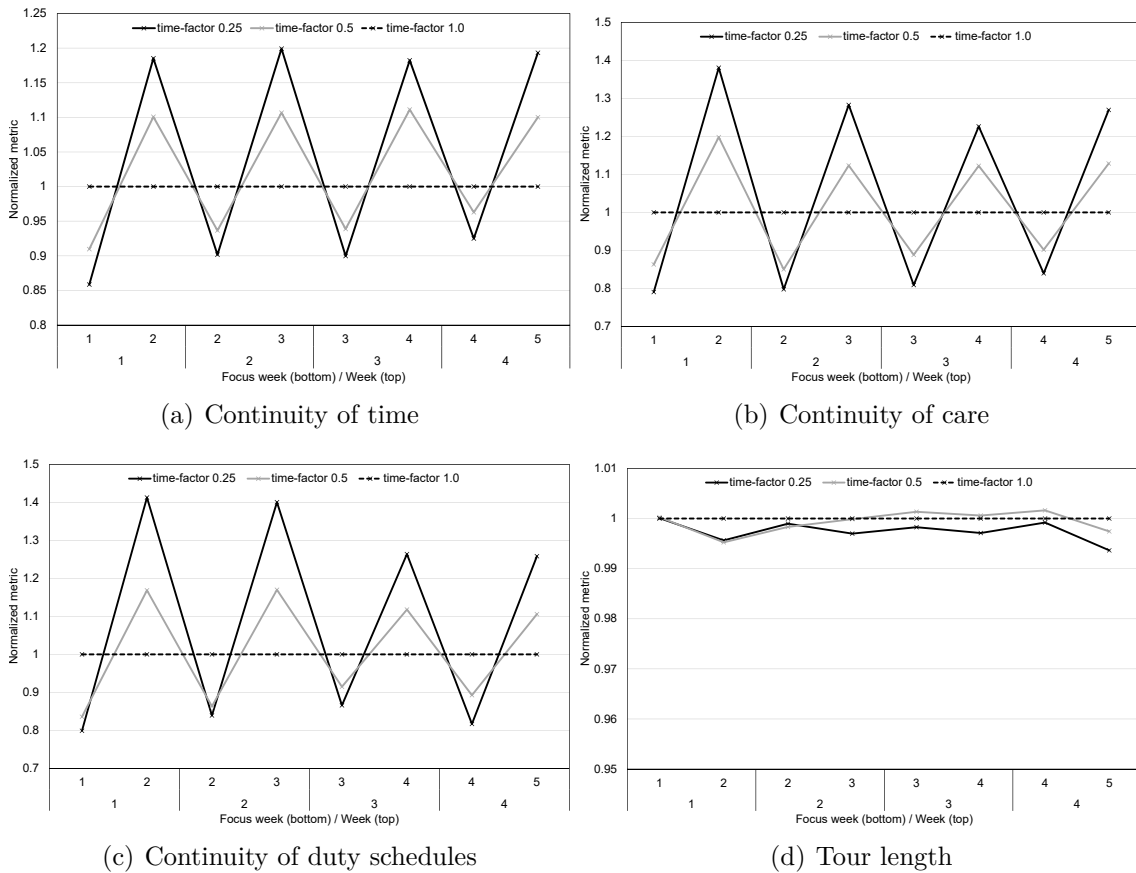 1.25
time-factor 0.25 time-factor 0.5 time-factor 1.0
1.2
1.15
1.1
1.05
1
0.95
0.9
0.85
0.8
Normalized metric
1 2 2 3 3 4 4 5
1 2 3 4
Focus week (bottom) / Week (top)
(a) Continuity of time
1.5
time-factor 0.25 time-factor 0.5 time-factor 1.0
1.4
1.3
1.2
1.1
1
0.9
0.8
0.7
Normalized metric
1 2 2 3 3 4 4 5
1 2 3 4
Focus week (bottom) / Week (top)
(b) Continuity of care
1.5
time-factor 0.25 time-factor 0.5 time-factor 1.0
1.4
1.3
1.2
1.1
1
0.9
0.8
0.7
Normalized metric
1 2 2 3 3 4 4 5
1 2 3 4
Focus week (bottom) / Week (top)
(c) Continuity of duty schedules
1.01
time-factor 0.25 time-factor 0.5 time-factor 1.0
1
0.99
0.98
0.97
0.96
0.95
Normalized metric
1 2 2 3 3 4 4 5
1 2 3 4
Focus week (bottom) / Week (top)
(d) Tour length